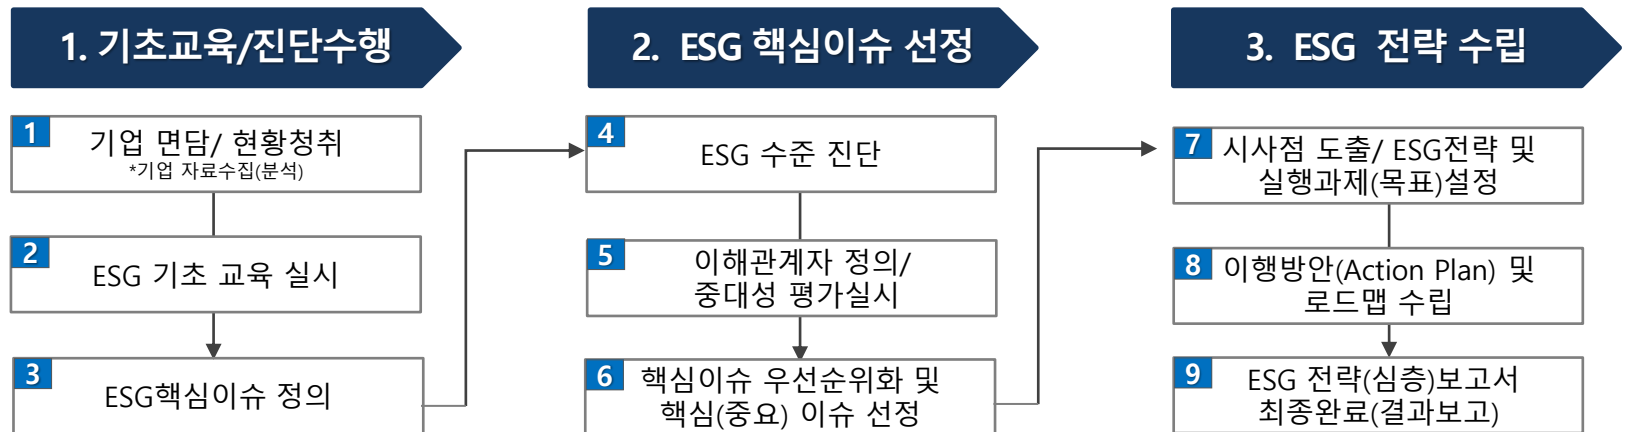 1. 기초교육/진단수행
1
기업 면담/ 현황청취
*기업 자료수집(분석)
2
ESG 기초 교육 실시
3
ESG핵심이슈 정의
2. ESG 핵심이슈 선정
4
ESG 수준 진단
5
이해관계자 정의/
중대성 평가실시
6
핵심이슈 우선순위화 및
핵심(중요) 이슈 선정
3. ESG 전략 수립
7
시사점 도출/ ESG전략 및
실행과제(목표)설정
8
이행방안(Action Plan) 및
로드맵 수립
9
ESG 전략(심층)보고서
최종완료(결과보고)